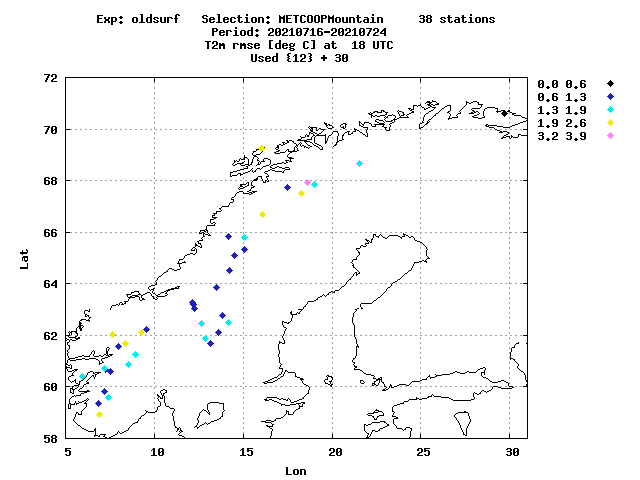 Exp: oldsurf   Selection: METCOOPMountain     38 stations
Period: 20210716-20210724
T2m rmse [deg C] at  18 UTC
Used {12} + 30
72
70
68
66
64
62
60
58
5 10 15 20 25 30
Lat
Lon
0.0 0.6
0.6 1.3
1.3 1.9
1.9 2.6
3.2 3.9